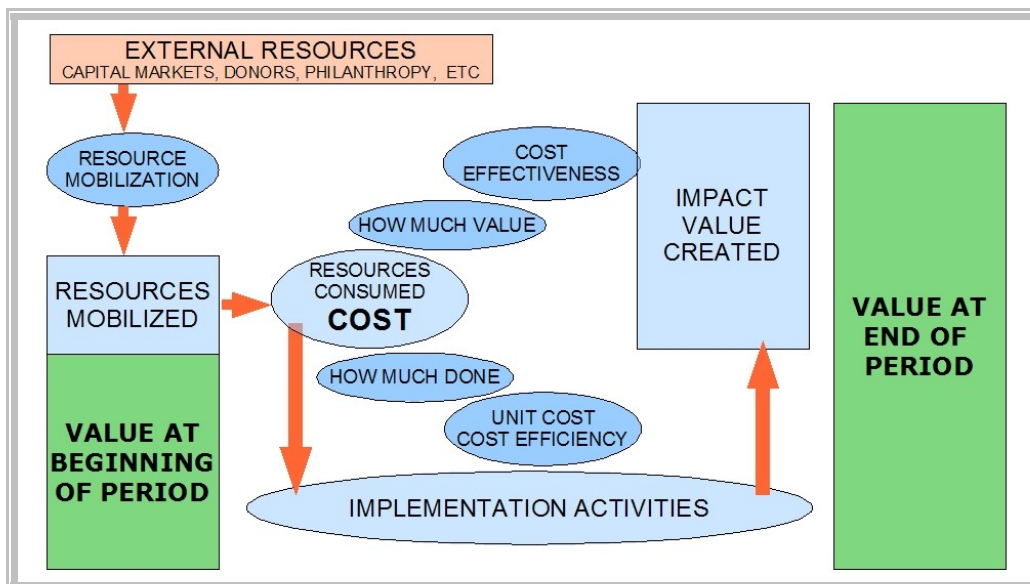 EXTERNAL RESOURCES
CAPITAL MARKETS, DONORS, PHILANTHROPY, ETC
RESOURCE
MOBILIZATION
RESOURCES
MOBILIZED
VALUE AT
BEGINNING
OF PERIOD
COST
EFFECTIVENESS
HOW MUCH VALUE
RESOURCES
CONSUMED
COST
HOW MUCH DONE
UNIT COST
COST EFFICIENCY
IMPLEMENTATION ACTIVITIES
IMPACT
VALUE
CREATED
VALUE AT
END OF
PERIOD